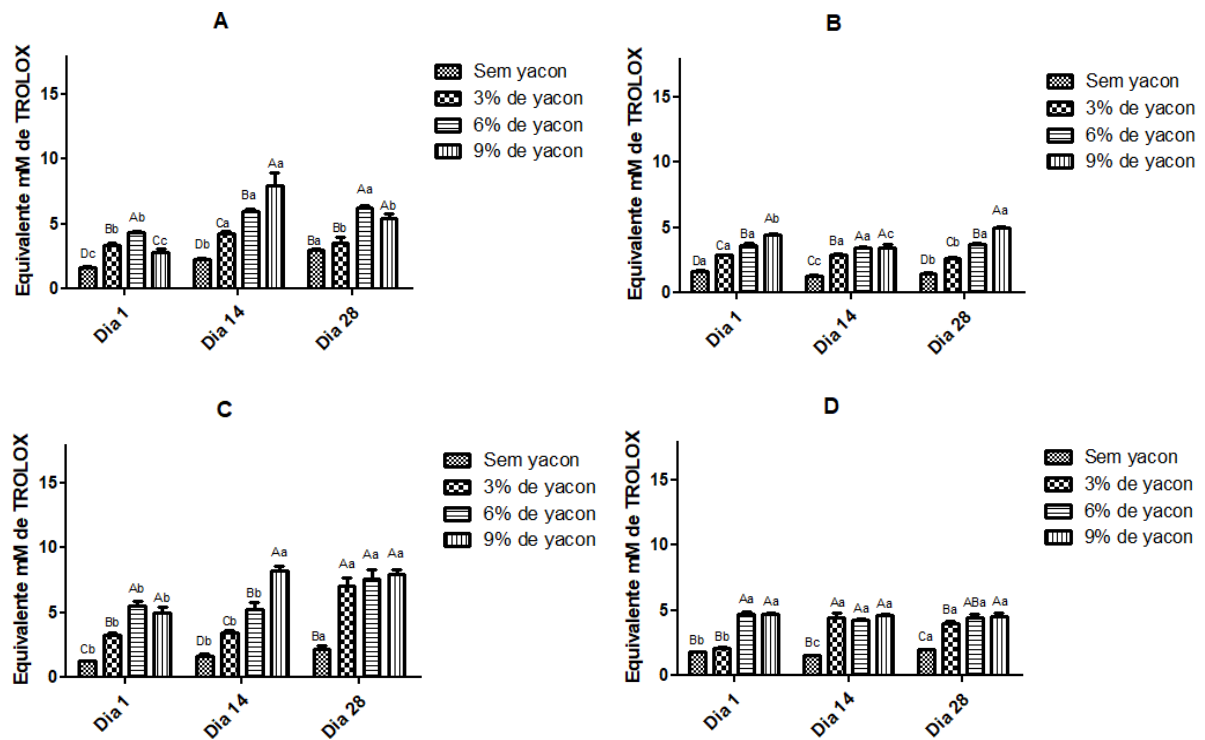 A
Equivalente mM de TROLOX
15
10
5
0
Sem yacon
3% de yacon
6% de yacon
9% de yacon
Dc Bb Ab Cc
Db Ca Ba Aa
Ba Bb Aa Ab
Dia 1 Dia 14 Dia 28
B
Equivalente mM de TROLOX
15
10
5
0
Sem yacon
3% de yacon
6% de yacon
9% de yacon
Da Ca Ba Ab
Cc Ba Aa Ac
Db Cb Ba Aa
Dia 1 Dia 14 Dia 28
C
Equivalente mM de TROLOX
15
10
5
0
Sem yacon
3% de yacon
6% de yacon
9% de yacon
Cb Bb Ab Ab
Db Cb Bb Aa
Ba Aa Aa Aa
Dia 1 Dia 14 Dia 28
D
Equivalente mM de TROLOX
15
10
5
0
Sem yacon
3% de yacon
6% de yacon
9% de yacon
Bb Bb Aa Aa
Bc Aa Aa Aa
Ca Ba ABa Aa
Dia 1 Dia 14 Dia 28